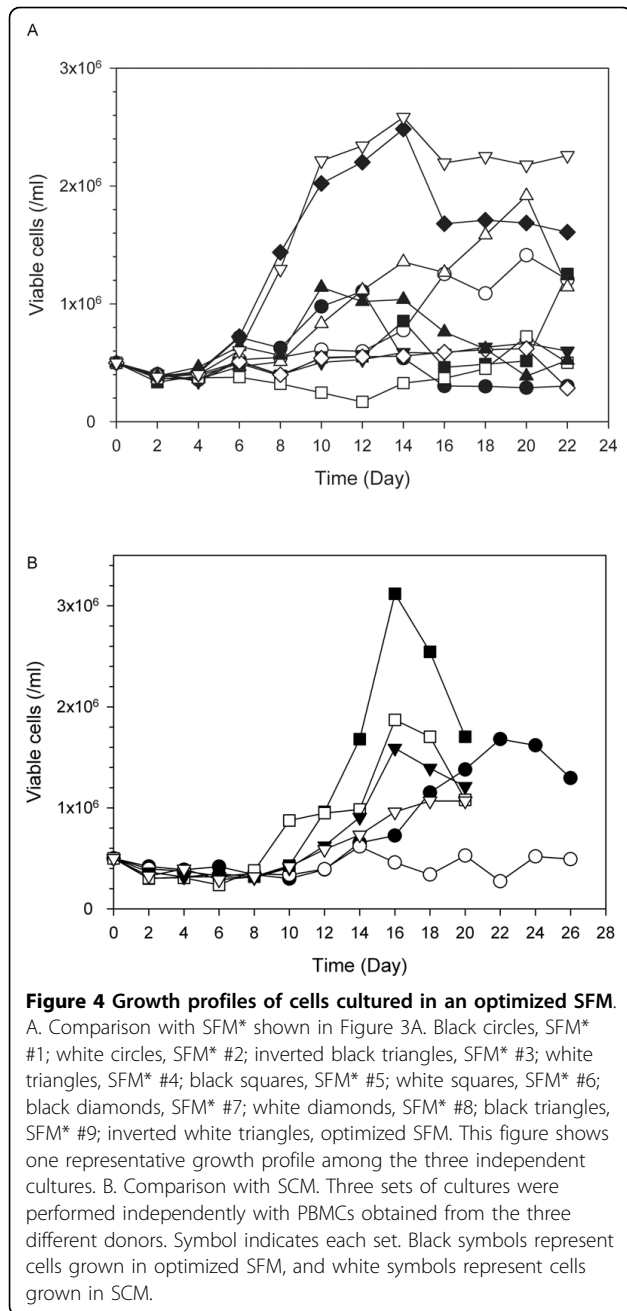 A
3x10⁶
2x10⁶
1x10⁶
0
Viable cells (/ml)
0 2 4 6 8 10 12 14 16 18 20 22 24
Time (Day)
B
3x10⁶
2x10⁶
1x10⁶
0
Viable cells (/ml)
0 2 4 6 8 10 12 14 16 18 20 22 24 26 28
Time (Day)
Figure 4 Growth profiles of cells cultured in an optimized SFM.
A. Comparison with SFM* shown in Figure 3A. Black circles, SFM*
#1; white circles, SFM* #2; inverted black triangles, SFM* #3; white
triangles, SFM* #4; black squares, SFM* #5; white squares, SFM* #6;
black diamonds, SFM* #7; white diamonds, SFM* #8; black triangles,
SFM* #9; inverted white triangles, optimized SFM. This figure shows
one representative growth profile among the three independent
cultures. B. Comparison with SCM. Three sets of cultures were
performed independently with PBMCs obtained from the three
different donors. Symbol indicates each set. Black symbols represent
cells grown in optimized SFM, and white symbols represent cells
grown in SCM.